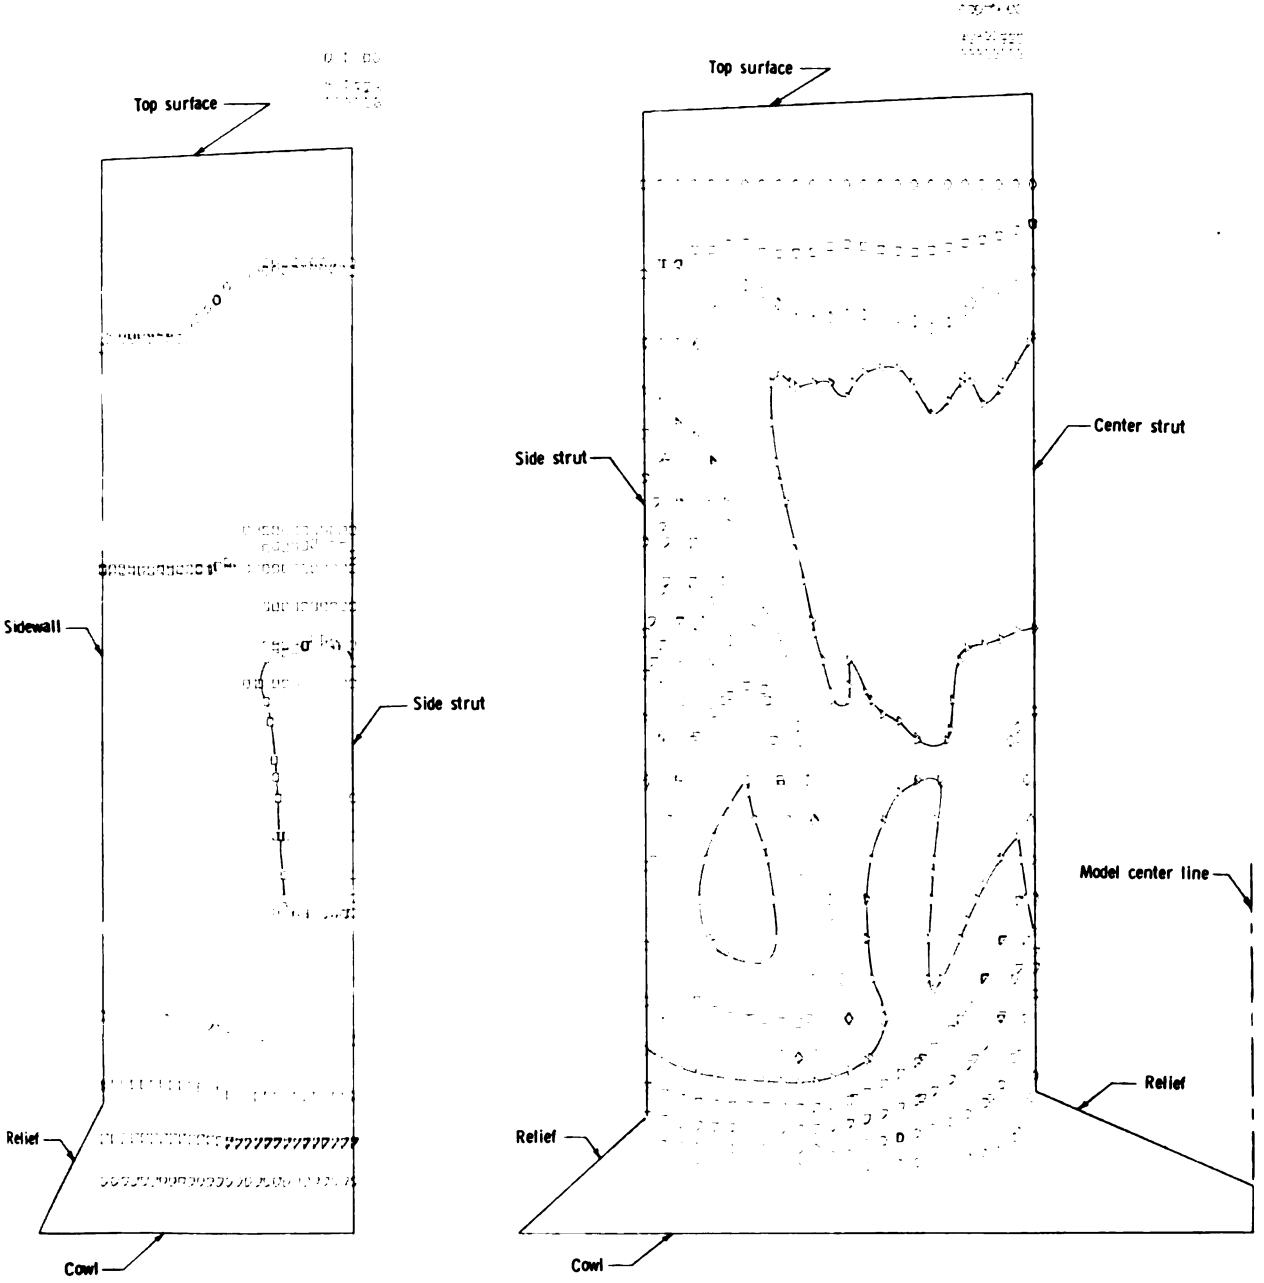 Top surface
Top surface
Side strut
Center strut
Sidewall
Side strut
Model center line
Relief
Relief
Relief
Cowl
Cowl